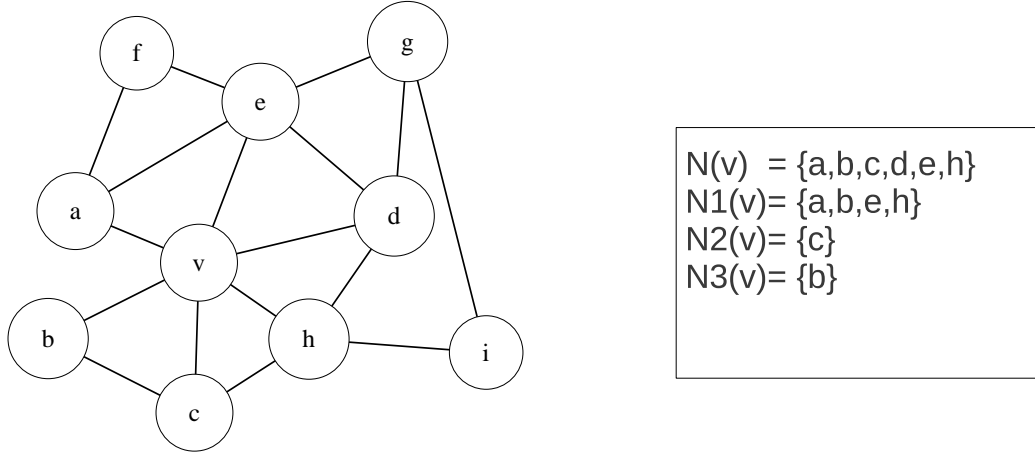 f
g
e
a
d
v
b
h
i
c
N(v) = {a,b,c,d,e,h}
N1(v)= {a,b,e,h}
N2(v)= {c}
N3(v)= {b}